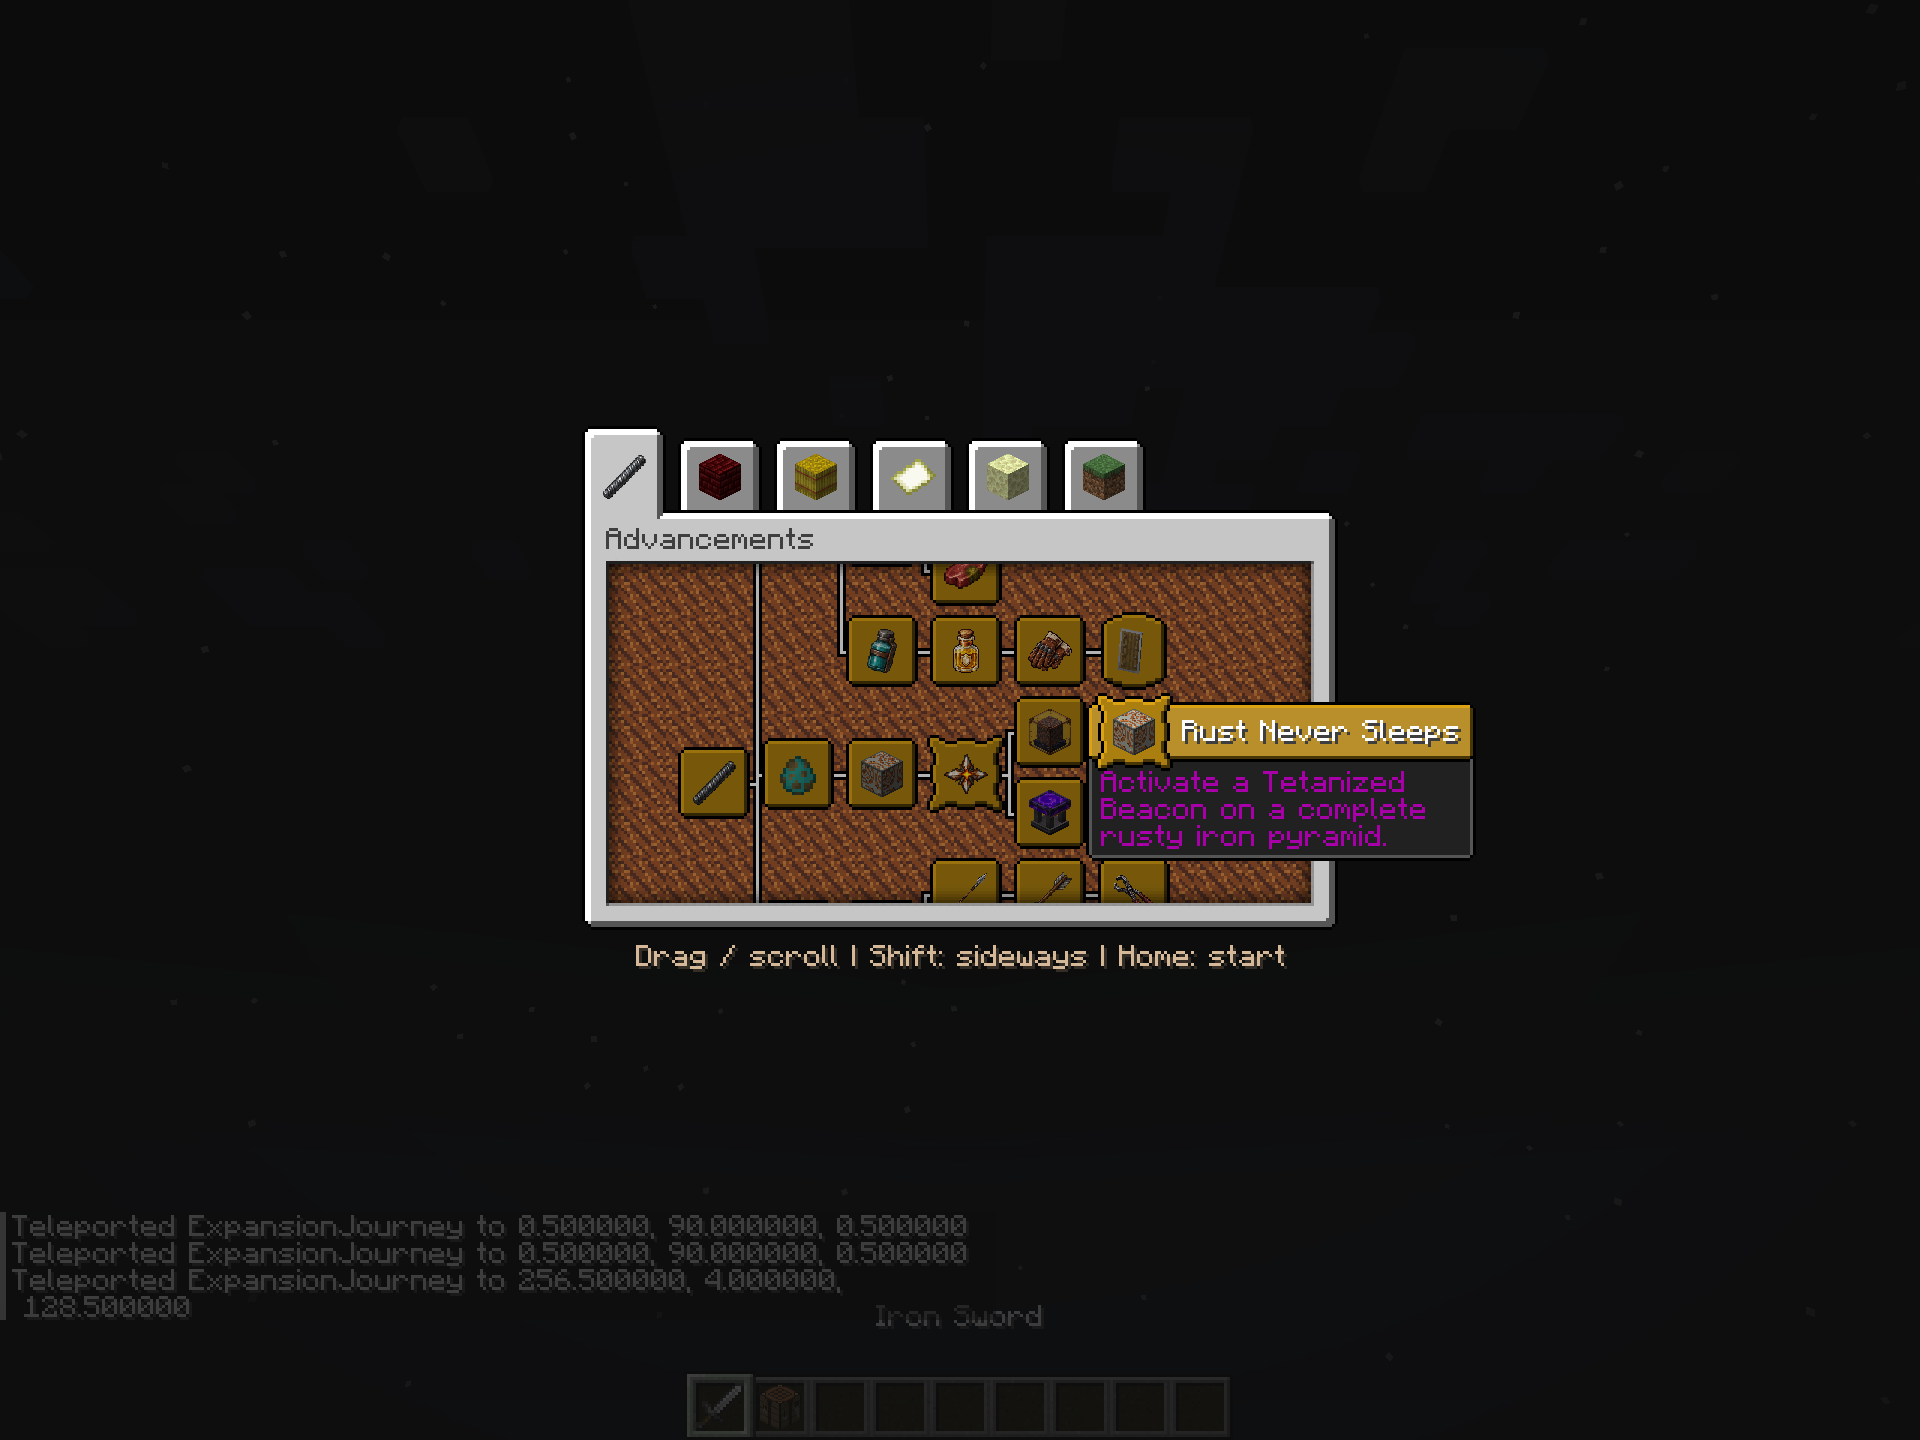 Advancements
Rust Never Sleeps
Activate a Tetanized
Beacon on a complete
rusty iron pyramid.
Drag / scroll | Shift: sideways | Home: start
Teleported ExpansionJourney to 0.500000, 90.000000, 0.500000
Teleported ExpansionJourney to 0.500000, 90.000000, 0.500000
Teleported ExpansionJourney to 256.500000, 4.000000,
128.500000
Iron Sword